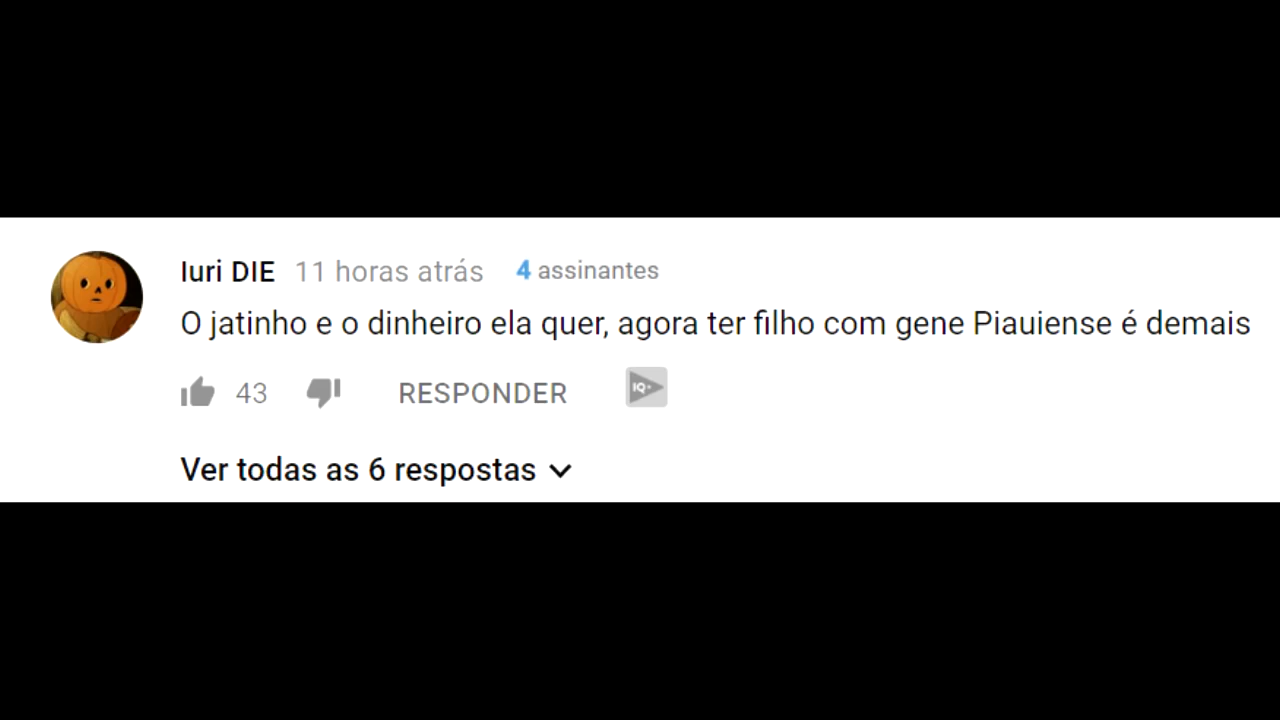 Iuri DIE 11 horas atrás 4 assinantes
O jatinho e o dinheiro ela quer, agora ter filho com gene Piauiense é demais
43 RESPONDER IQ
Ver todas as 6 respostas